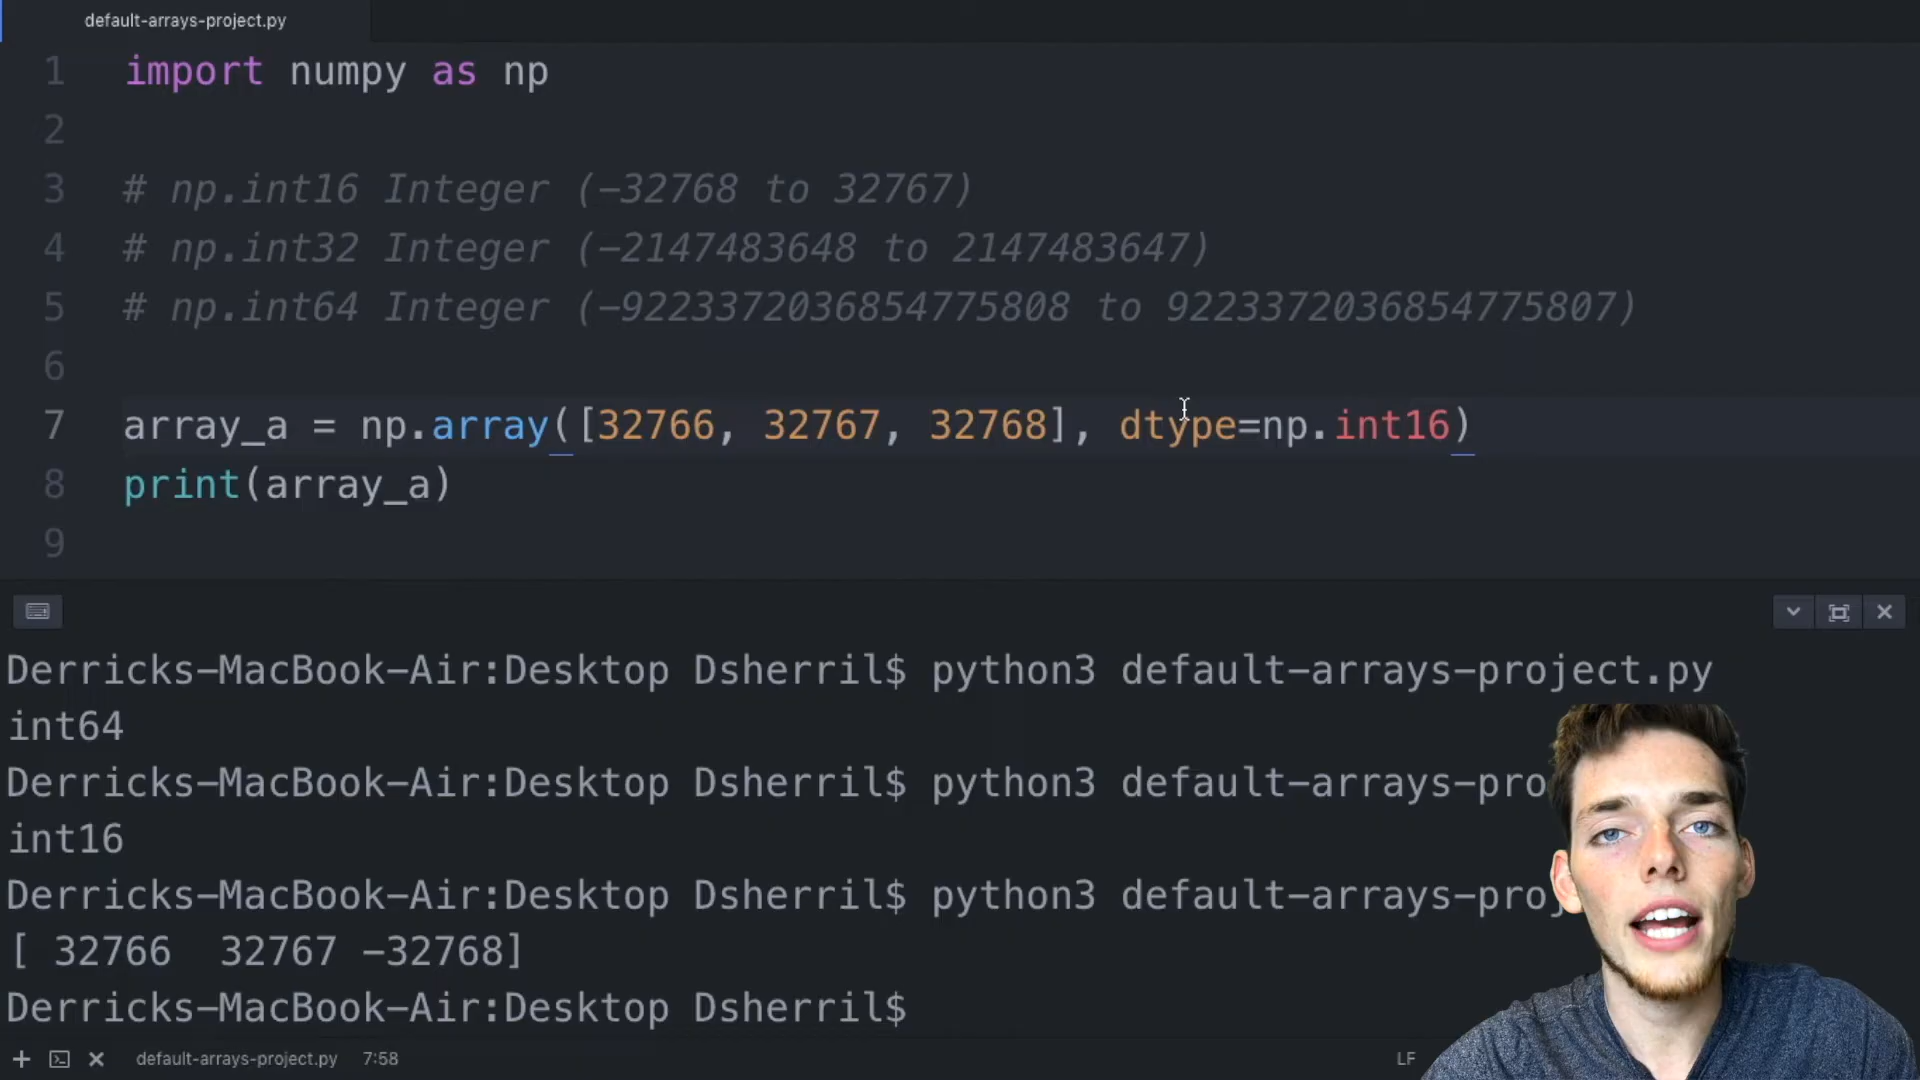 default-arrays-project.py
1 import numpy as np
2
3 # np.int16 Integer (-32768 to 32767)
4 # np.int32 Integer (-2147483648 to 2147483647)
5 # np.int64 Integer (-9223372036854775808 to 9223372036854775807)
6
7 array_a = np.array([32766, 32767, 32768], dtype=np.int16)
8 print(array_a)
9
Derricks-MacBook-Air:Desktop Dsherril$ python3 default-arrays-project.py
int64
Derricks-MacBook-Air:Desktop Dsherril$ python3 default-arrays-pro
int16
Derricks-MacBook-Air:Desktop Dsherril$ python3 default-arrays-proj
[ 32766  32767 -32768]
Derricks-MacBook-Air:Desktop Dsherril$
default-arrays-project.py 7:58 LF